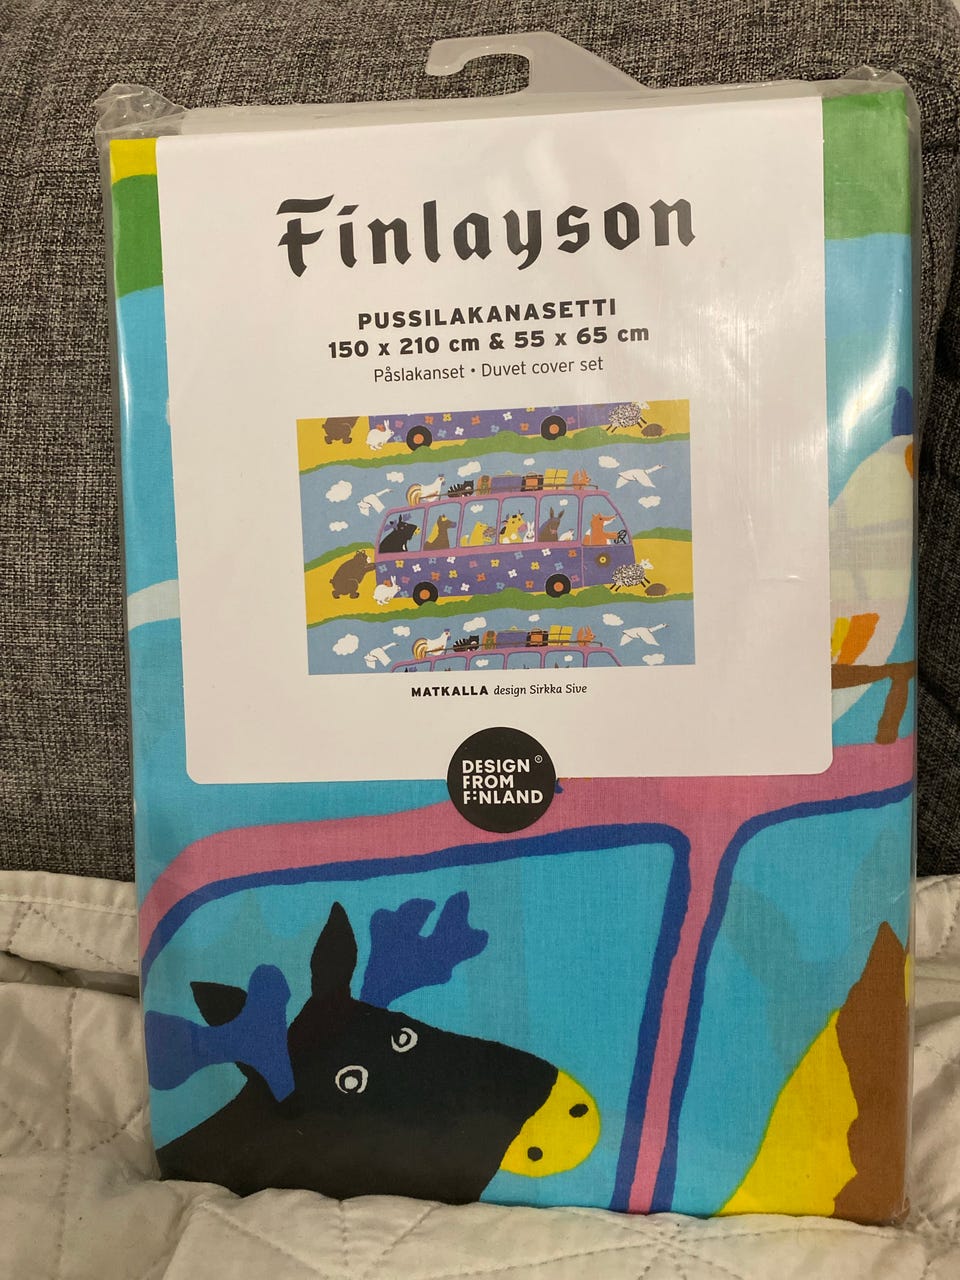 Finlayson
PUSSILAKANASETTI
150 x 210 cm & 55 x 65 cm
Påslakanset • Duvet cover set
MATKALLA design Sirkka Sive
DESIGN ®
FROM
FINLAND